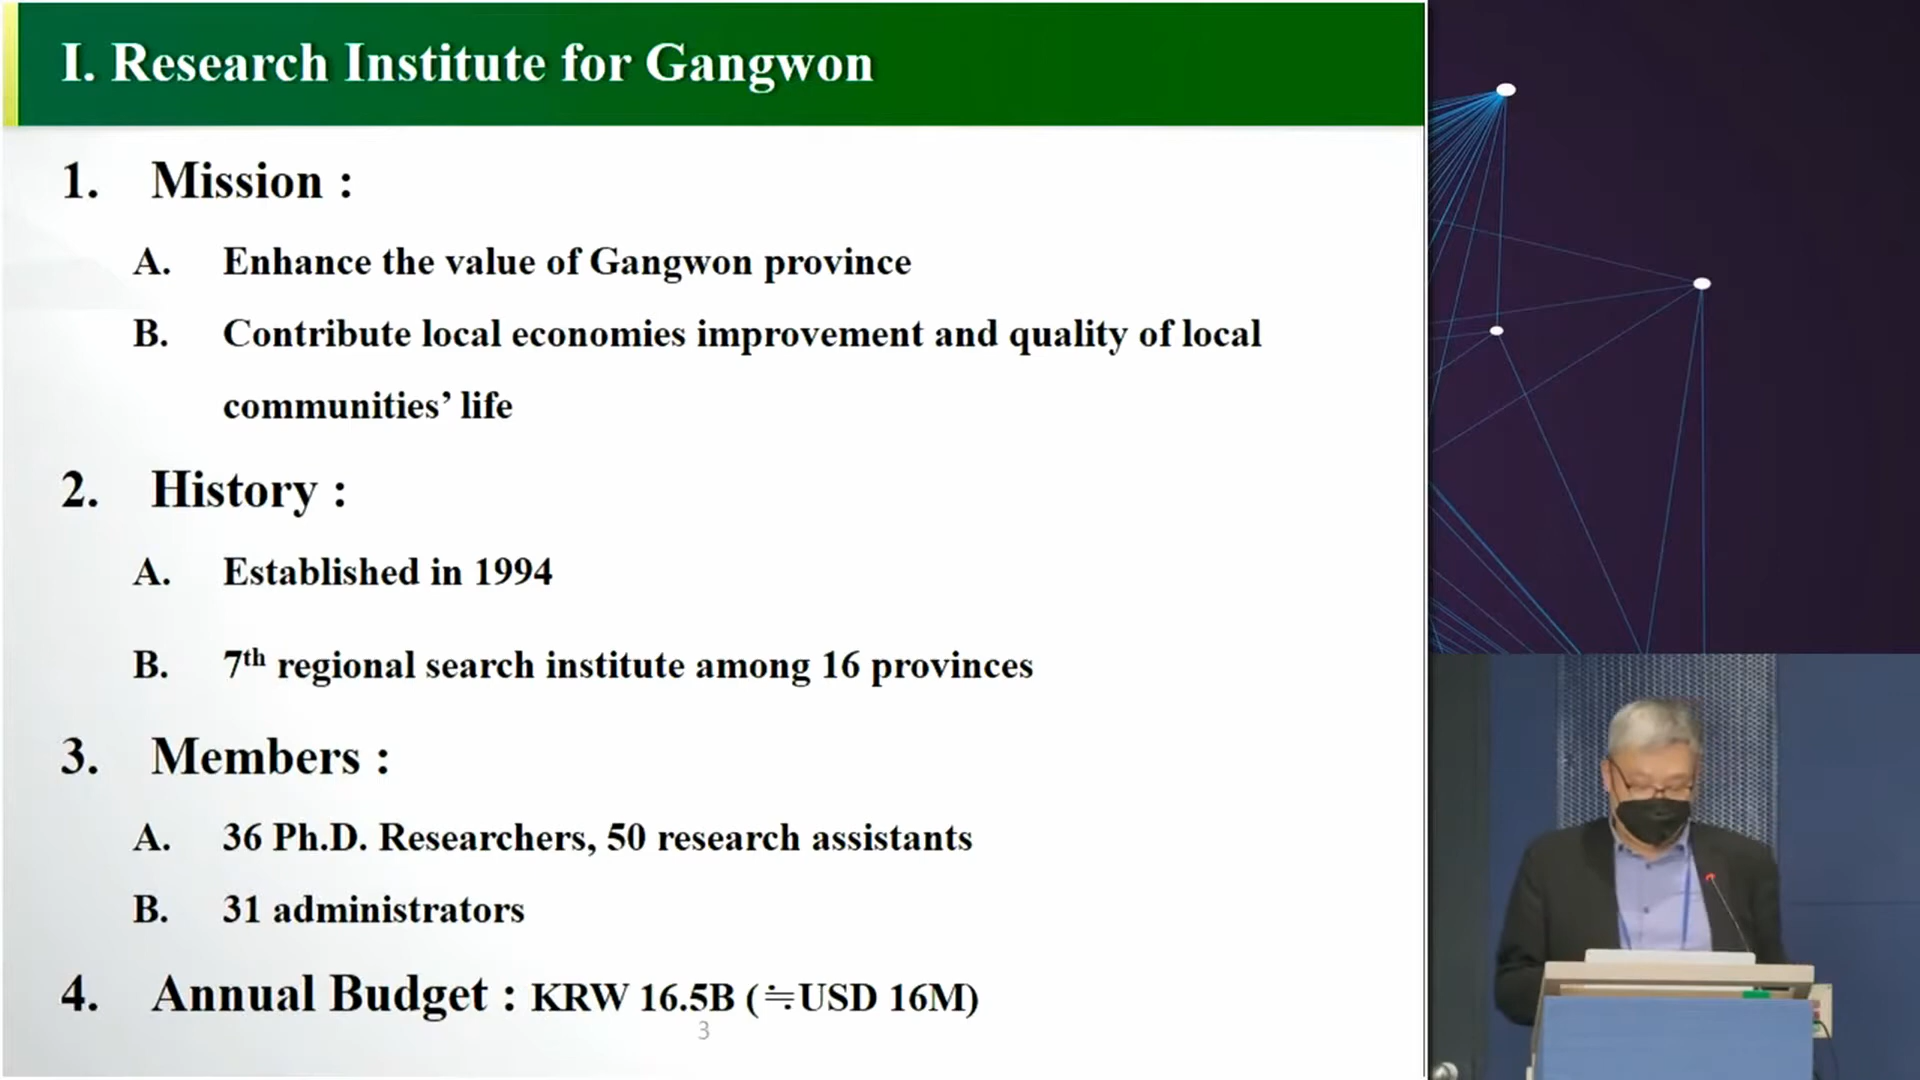 I. Research Institute for Gangwon
1. Mission :
A. Enhance the value of Gangwon province
B. Contribute local economies improvement and quality of local
communities’ life
2. History :
A. Established in 1994
B. 7th regional search institute among 16 provinces
3. Members :
A. 36 Ph.D. Researchers, 50 research assistants
B. 31 administrators
4. Annual Budget : KRW 16.5B (≒USD 16M)
3